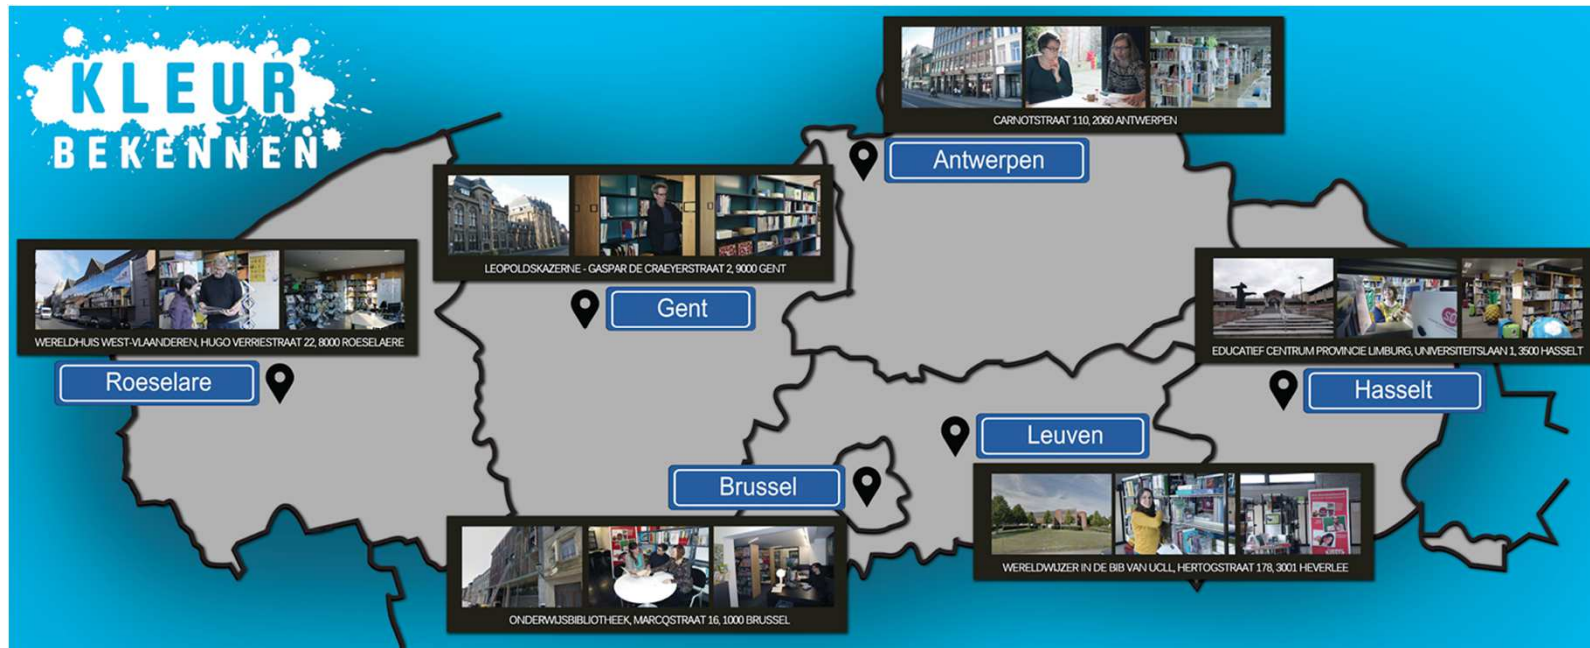 KLEUR
BEKENNEN
CARNOTSTRAAT 110, 2060 ANTWERPEN
Antwerpen
LEOPOLDSKAZERNE - GASPAR DE CRAEYERSTRAAT 2, 9000 GENT
Gent
WERELDHUIS WEST-VLAANDEREN, HUGO VERRIESTRAAT 22, 8000 ROESELAERE
Roeselare
EDUCATIEF CENTRUM PROVINCIE LIMBURG, UNIVERSITEITSLAAN 1, 3500 HASSELT
Hasselt
Leuven
WERELDWIJZER IN DE BIB VAN UCLL, HERTOGSTRAAT 178, 3001 HEVERLEE
Brussel
ONDERWIJSBIBLIOTHEEK, MARCQSTRAAT 16, 1000 BRUSSEL